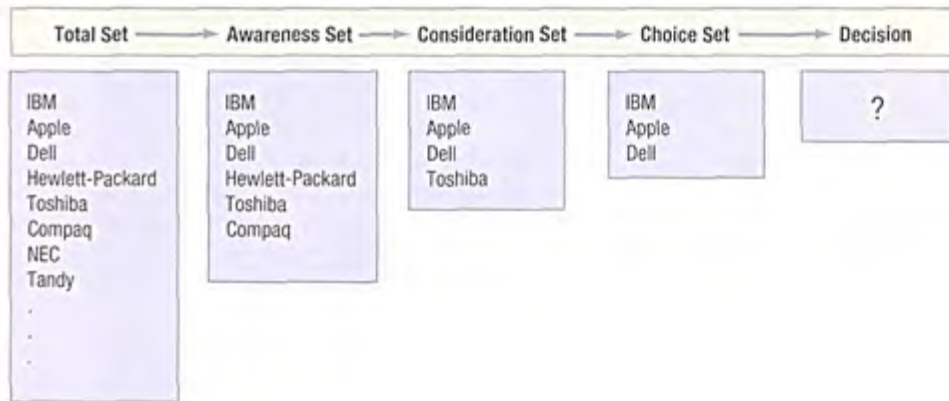 Total Set Awareness Set Consideration Set Choice Set Decision
IBM
Apple
Dell
Hewlett-Packard
Toshiba
Compaq
NEC
Tandy
.
.
.
IBM
Apple
Dell
Hewlett-Packard
Toshiba
Compaq
IBM
Apple
Dell
Toshiba
IBM
Apple
Dell
?